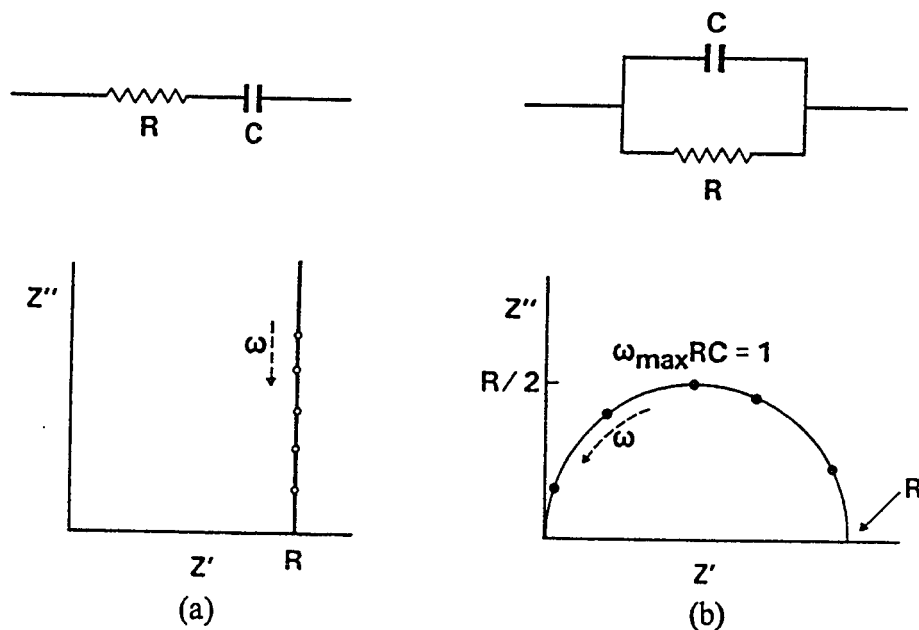 R
C
Z''
ω
Z'
R
(a)
C
R
Z''
ω_max RC = 1
R/2
ω
R
Z'
(b)